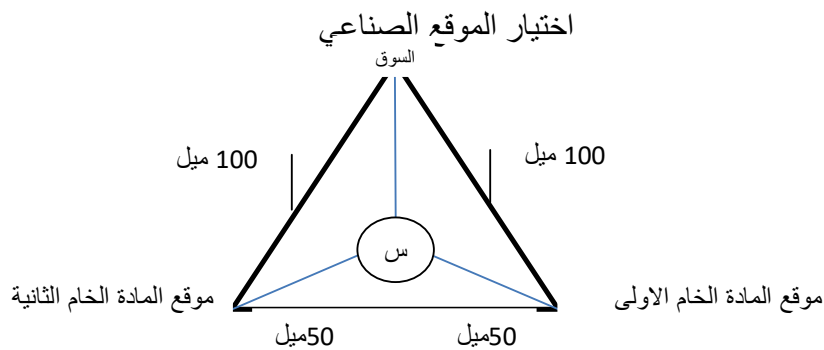 اختيار الموقع الصناعي
السوق
100 ميل
100 ميل
س
موقع المادة الخام الاولى
موقع المادة الخام الثانية
50ميل
50ميل